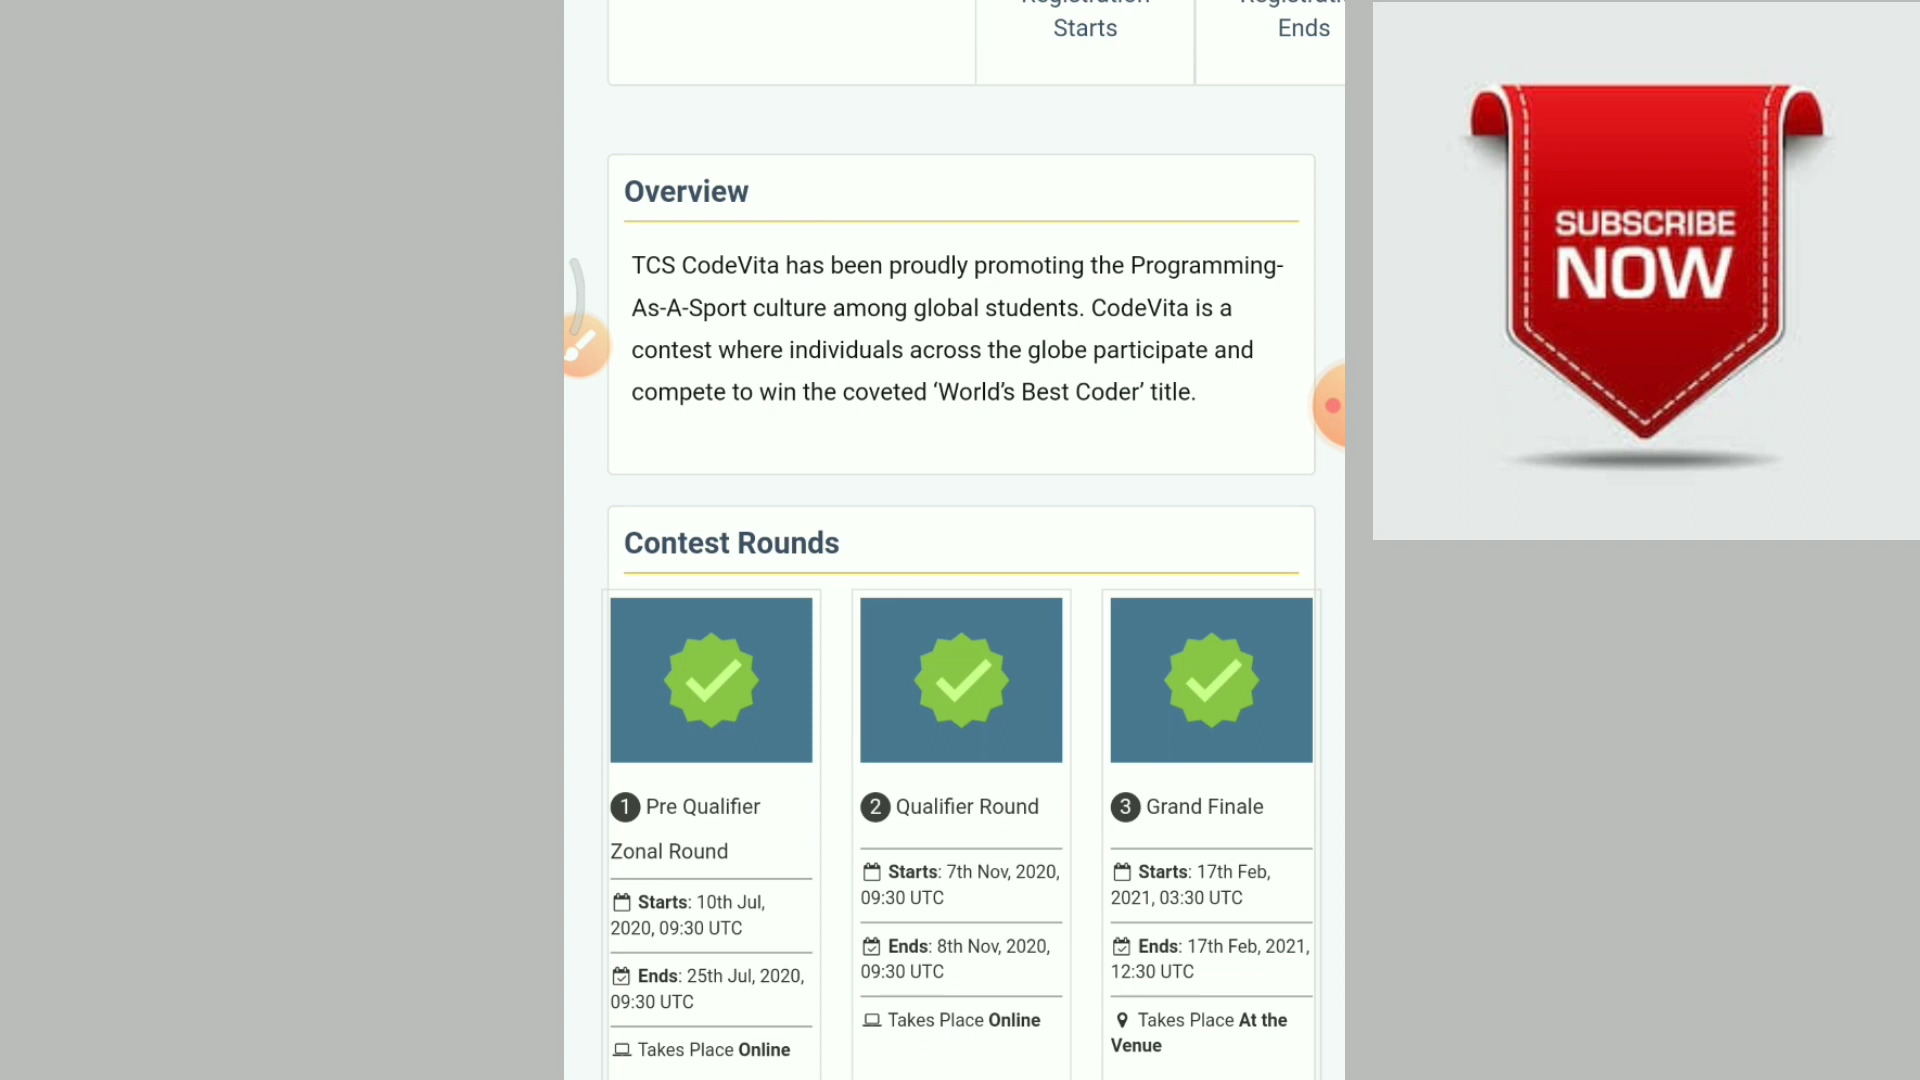 Registration
Starts
Ends
Overview
TCS CodeVita has been proudly promoting the Programming-
As-A-Sport culture among global students. CodeVita is a
contest where individuals across the globe participate and
compete to win the coveted ‘World’s Best Coder’ title.
Contest Rounds
1 Pre Qualifier
Zonal Round
Starts: 10th Jul,
2020, 09:30 UTC
Ends: 25th Jul, 2020,
09:30 UTC
Takes Place Online
2 Qualifier Round
Starts: 7th Nov, 2020,
09:30 UTC
Ends: 8th Nov, 2020,
09:30 UTC
Takes Place Online
3 Grand Finale
Starts: 17th Feb,
2021, 03:30 UTC
Ends: 17th Feb, 2021,
12:30 UTC
Takes Place At the
Venue
SUBSCRIBE
NOW